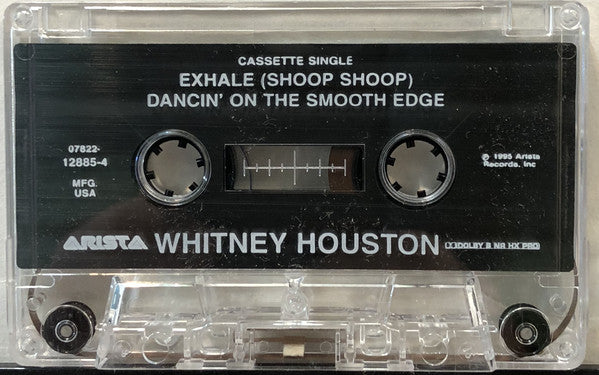 CASSETTE SINGLE
EXHALE (SHOOP SHOOP)
DANCIN' ON THE SMOOTH EDGE
07822-
12885-4
MFG.
USA
℗ 1995 Arista
Records, Inc
ARISTA WHITNEY HOUSTON DOLBY B NR HX PRO